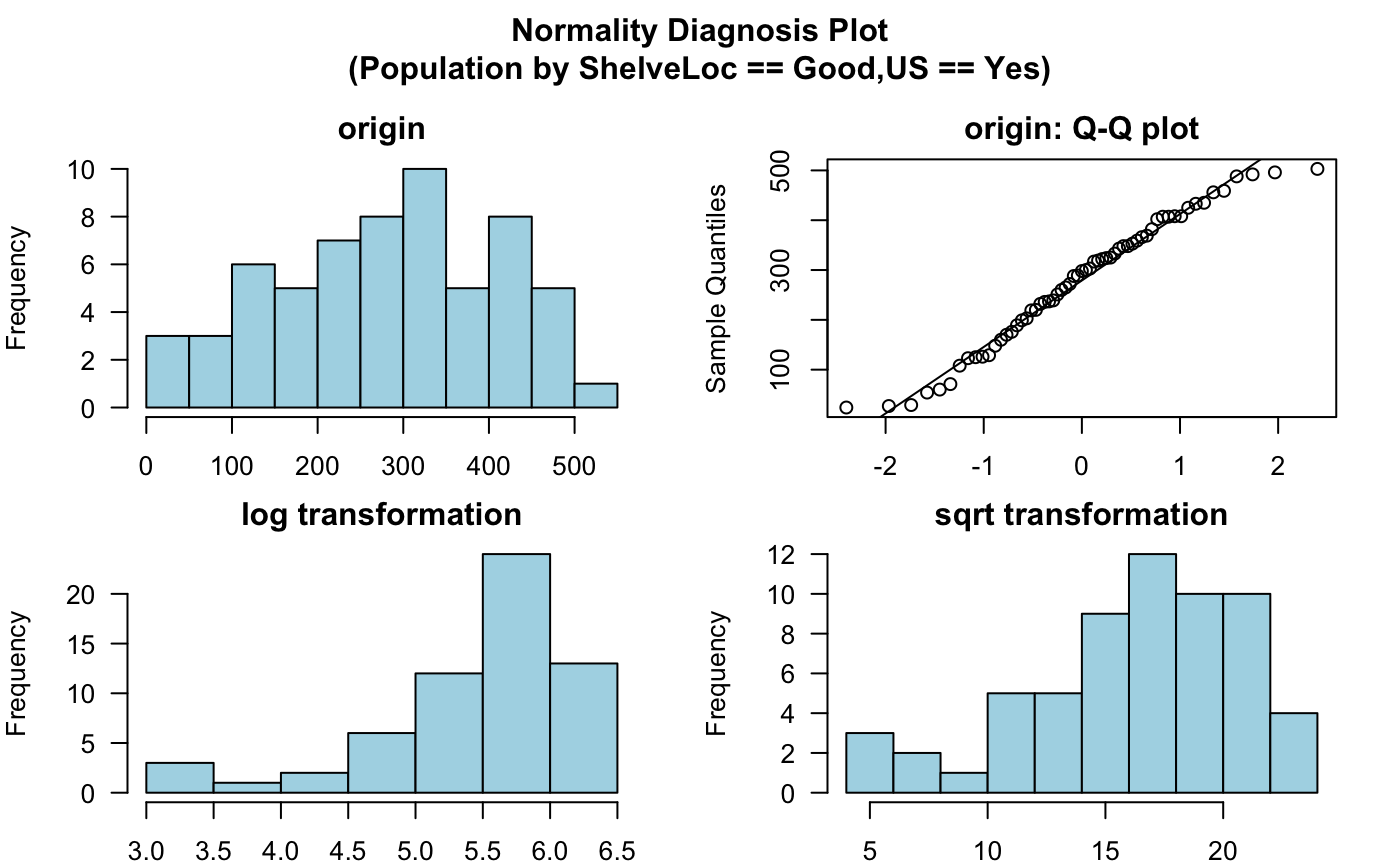 Normality Diagnosis Plot
(Population by ShelveLoc == Good,US == Yes)
origin
Frequency
10
8
6
4
2
0
0 100 200 300 400 500
origin: Q-Q plot
Sample Quantiles
500
300
100
-2 -1 0 1 2
log transformation
Frequency
20
15
10
5
0
3.0 3.5 4.0 4.5 5.0 5.5 6.0 6.5
sqrt transformation
Frequency
12
10
8
6
4
2
0
5 10 15 20